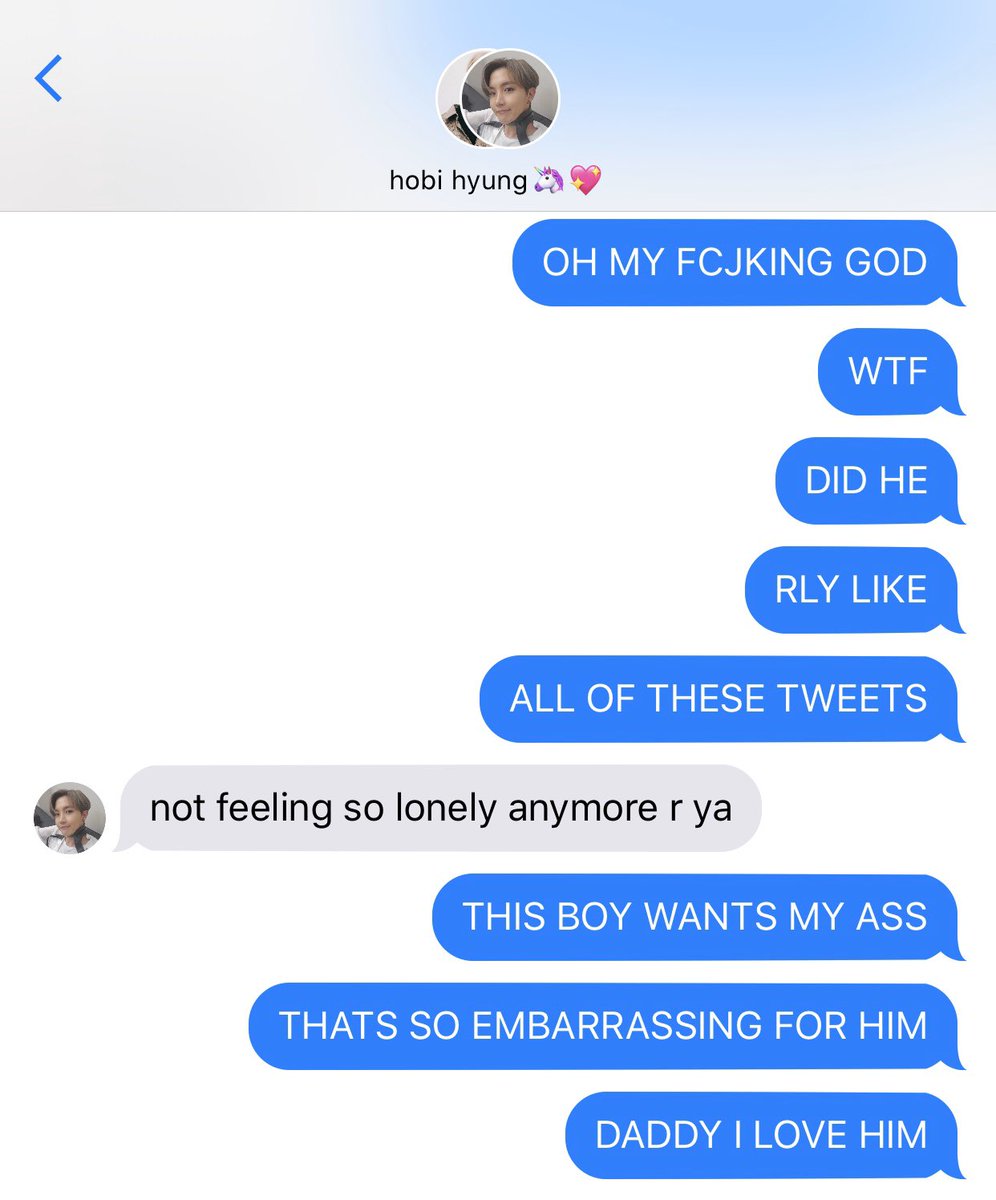 hobi hyung🦄💖
OH MY FCJKING GOD
WTF
DID HE
RLY LIKE
ALL OF THESE TWEETS
not feeling so lonely anymore r ya
THIS BOY WANTS MY ASS
THATS SO EMBARRASSING FOR HIM
DADDY I LOVE HIM